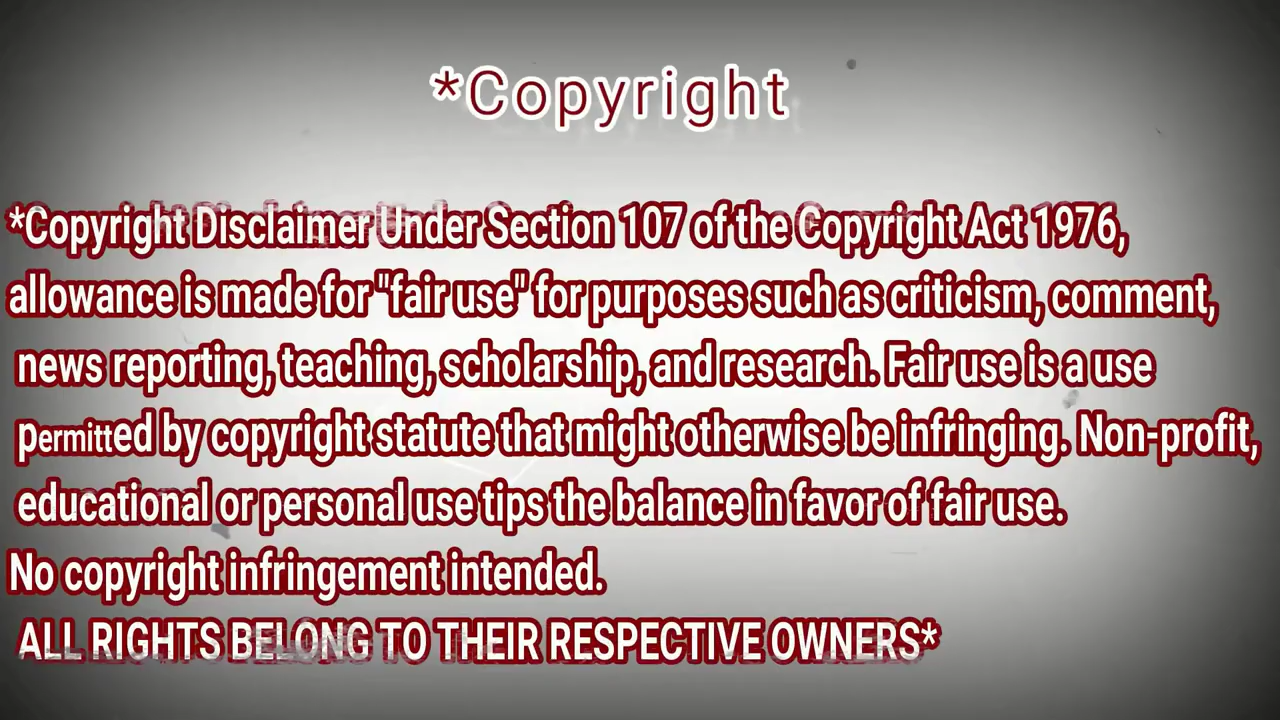 *Copyright
*Copyright Disclaimer Under Section 107 of the Copyright Act 1976,
allowance is made for "fair use" for purposes such as criticism, comment,
news reporting, teaching, scholarship, and research. Fair use is a use
permitted by copyright statute that might otherwise be infringing. Non-profit,
educational or personal use tips the balance in favor of fair use.
No copyright infringement intended.
ALL RIGHTS BELONG TO THEIR RESPECTIVE OWNERS*